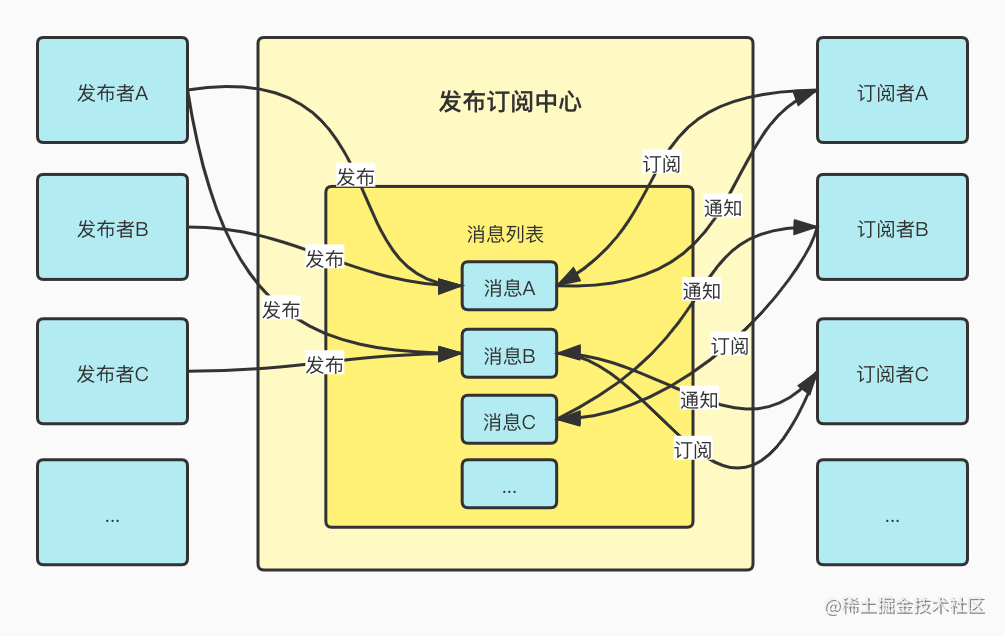 发布者A
发布者B
发布者C
...
发布订阅中心
消息列表
消息A
消息B
消息C
...
发布
发布
发布
发布
订阅
通知
通知
订阅
通知
订阅
订阅者A
订阅者B
订阅者C
...
@稀土掘金技术社区